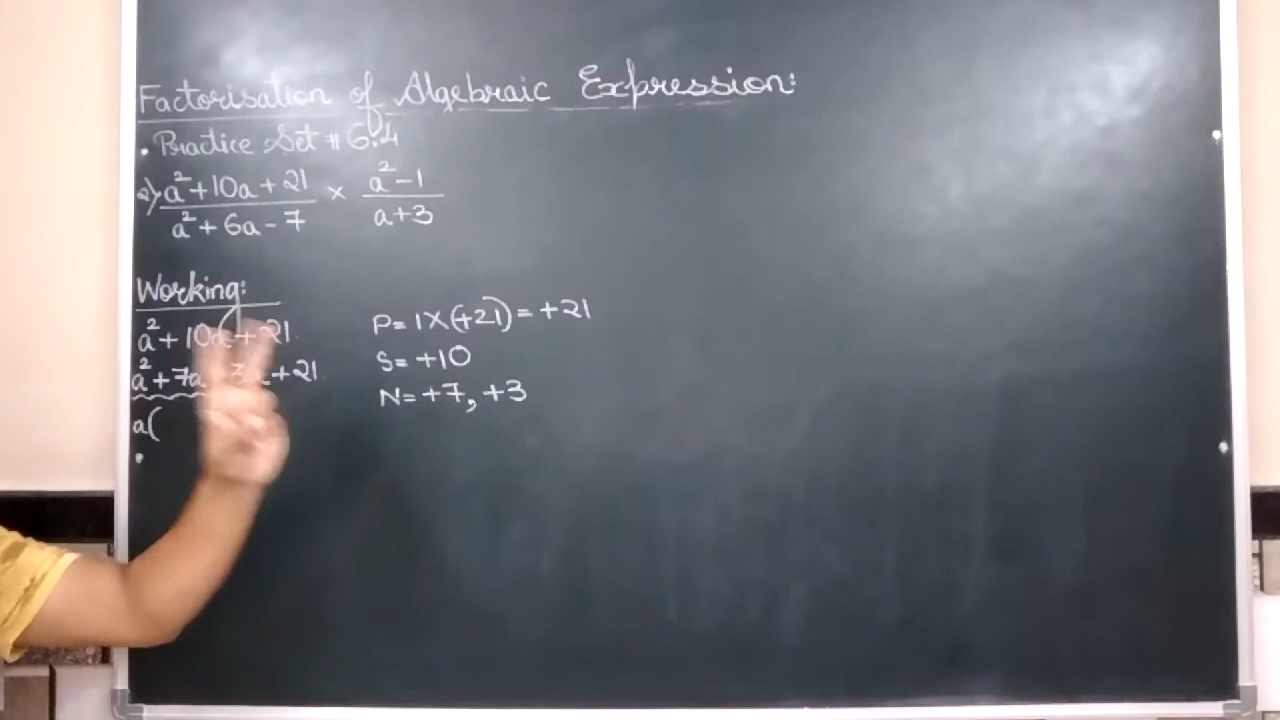 Factorisation of Algebraic Expression:
• Practice Set # 6.4
2) a²+10a+21 / a²+6a-7 × a²-1 / a+3
Working:
a²+10a+21 P= 1×(+21) = +21
a²+7a+3a+21 S= +10
a( N= +7, +3